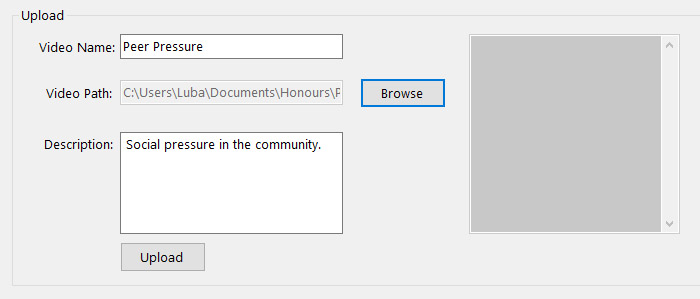 Upload
Video Name: Peer Pressure
Video Path: C:\Users\Luba\Documents\Honours\P Browse
Description: Social pressure in the community.
Upload